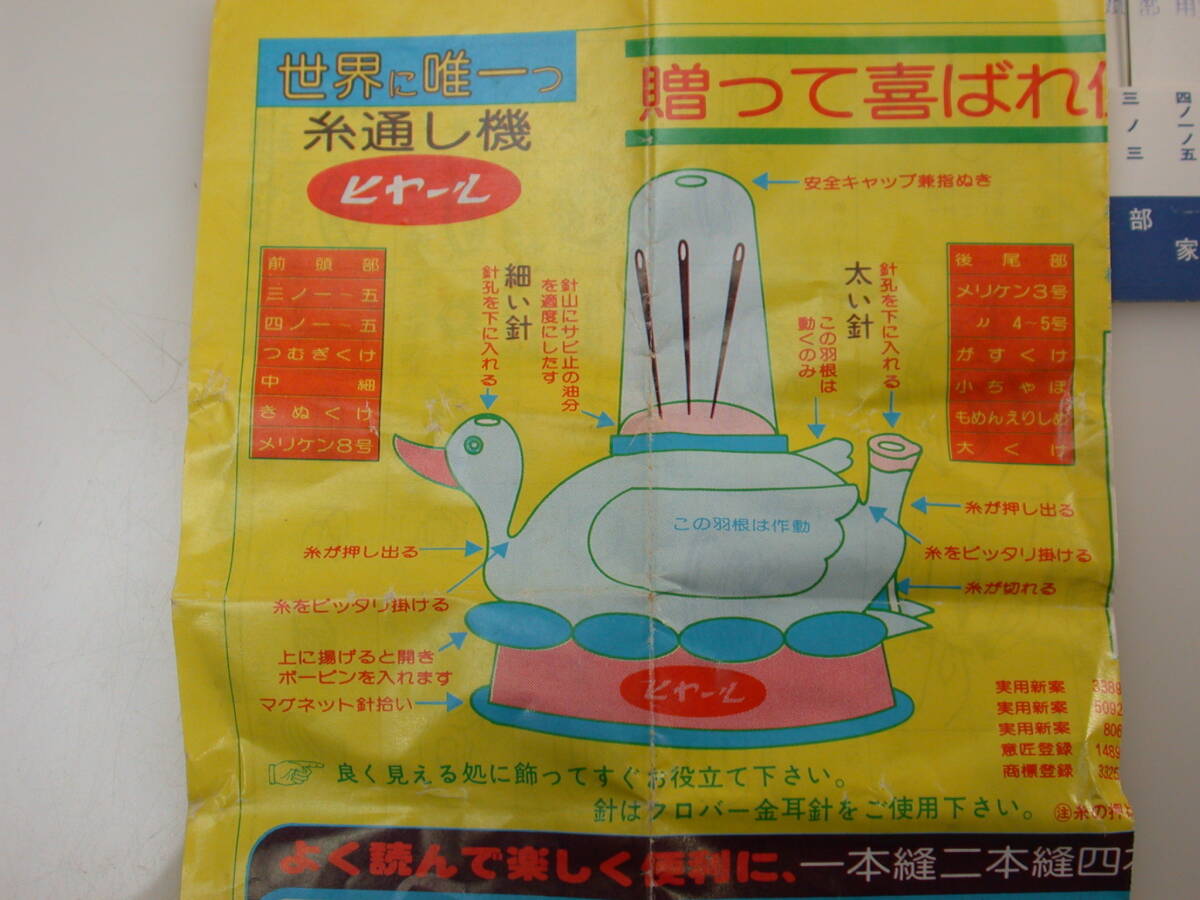 世界に唯一つ
糸通し機
ヒヤール
贈って喜ばれ
安全キャップ兼指ぬき
前頭部
三ノ一〜五
四ノ一〜五
つむぎくけ
中細
きぬくけ
メリケン8号
細い針
針孔を下に入れる
針山にサビ止の油分
を適度にしたす
太い針
針孔を下に入れる
この羽根は
動くのみ
後尾部
メリケン3号
〃 4〜5号
がすくけ
小ちゃぼ
もめんえりしめ
大くけ
この羽根は作動
糸が押し出る
糸をピッタリ掛ける
糸が押し出る
糸をピッタリ掛ける
糸が切れる
上に揚げると開き
ボービンを入れます
マグネット針拾い
ヒヤール
実用新案 3389
実用新案 5092
実用新案 806
意匠登録 1489
商標登録 3325
良く見える処に飾ってすぐお役立て下さい。
針はクロバー金耳針をご使用下さい。
注 糸の押
よく読んで楽しく便利に、一本縫二本縫四
四ノ一ノ五
三ノ三
部
家